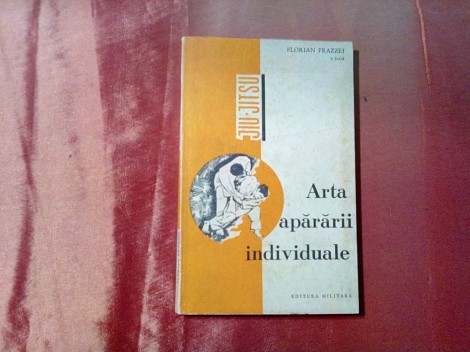 FLORIAN FRAZZEI
JIU-JITSU
Arta
apărării
individuale
EDITURA MILITARĂ